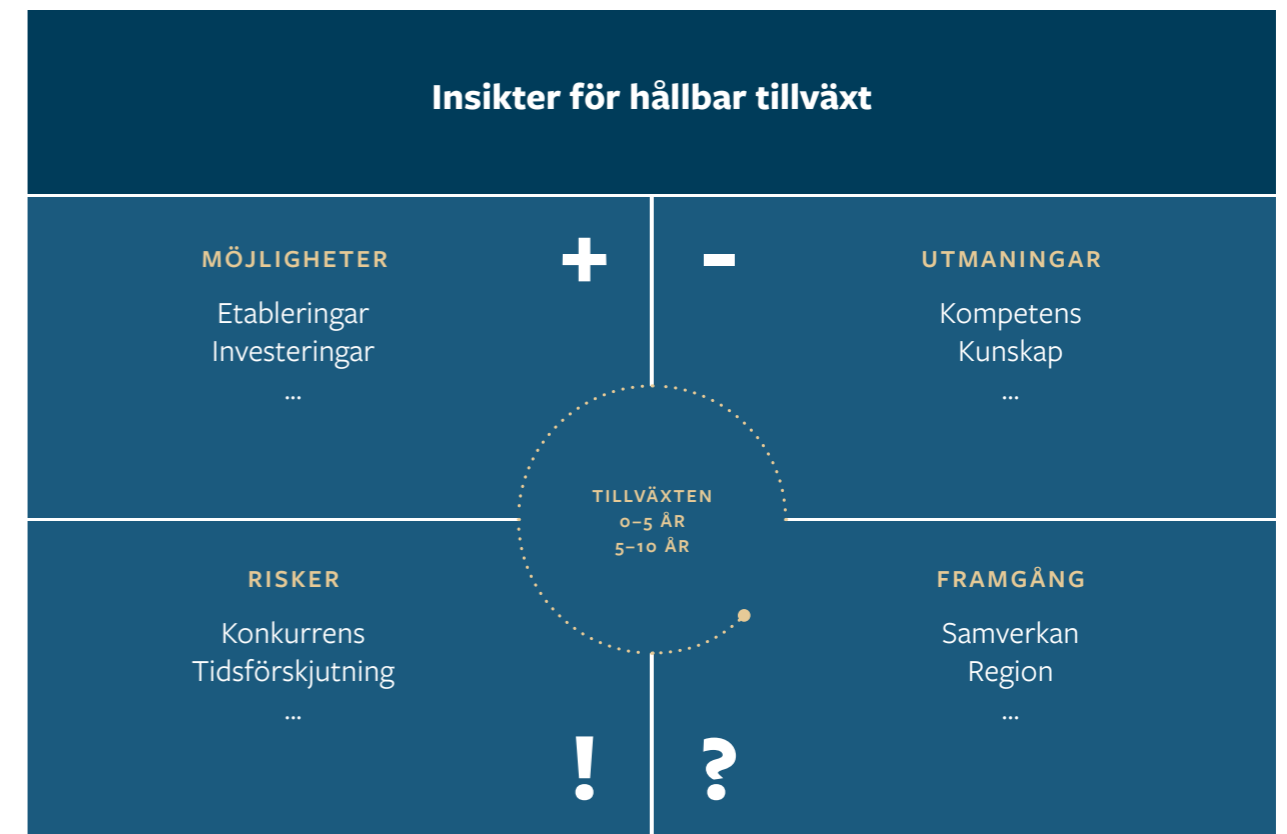 Insikter för hållbar tillväxt
MÖJLIGHETER
+
Etableringar
Investeringar
...
-
UTMANINGAR
Kompetens
Kunskap
...
TILLVÄXTEN
0–5 ÅR
5–10 ÅR
RISKER
Konkurrens
Tidsförskjutning
...
!
FRAMGÅNG
Samverkan
Region
...
?